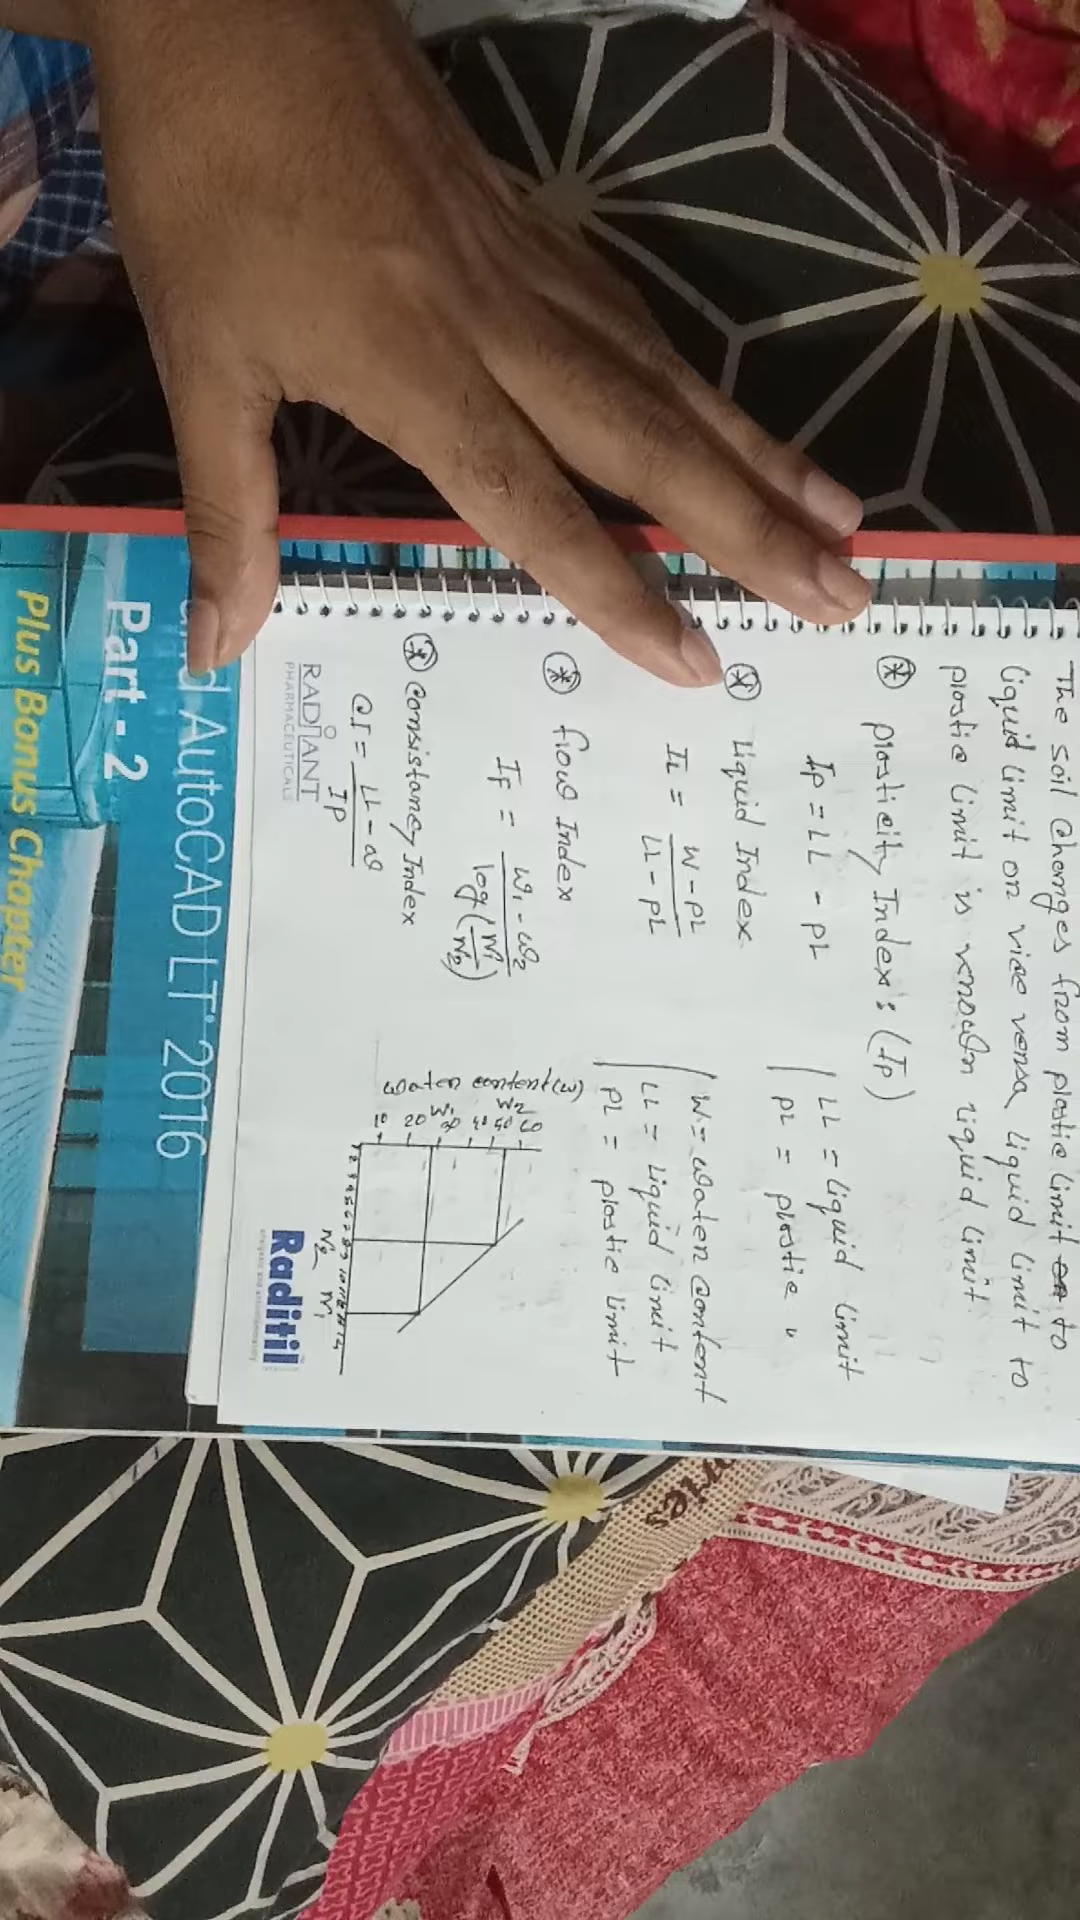 The soil changes from plastic limit to
liquid limit or vice versa, liquid limit to
plastic limit is known liquid limit.
⊛ plasticity Index: (Ip)
Ip = LL - PL
LL = Liquid limit
PL = plastic "
⊛ Liquid Index
IL = (W - PL) / (LL - PL)
W = water content
LL = Liquid limit
PL = plastic limit
⊛ flow Index
IF = (W1 - W2) / log(N1/N2)
⊛ Consistancy Index
CI = (LL - W) / IP
water content (w)
10 20 W1 30 40 50 W2 60
N2 N1
RADIANT
PHARMACEUTICALS
Raditil
and AutoCAD LT 2016
Part - 2
Plus Bonus Chapter